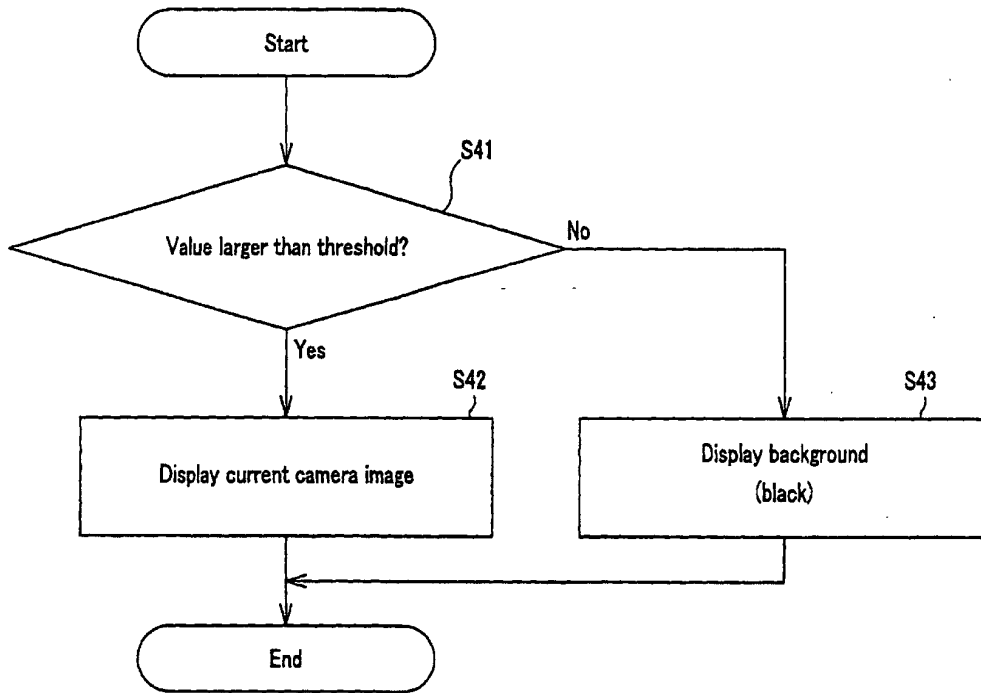 Start
S41
Value larger than threshold?
No
Yes
S42
S43
Display current camera image
Display background
(black)
End